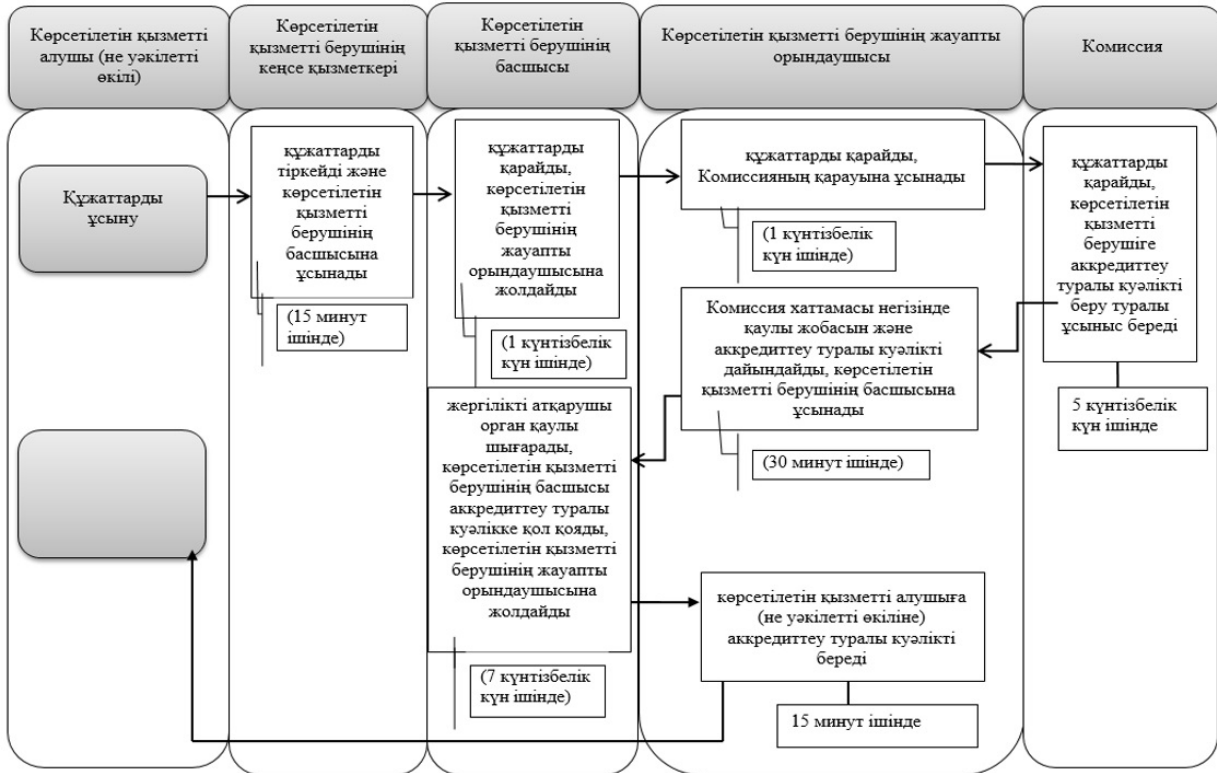 Көрсетілетін
қызметті
алушы (не уәкілетті
өкілі)
Көрсетілетін
қызметті берушінің
кеңсе қызметкері
Көрсетілетін
қызметті берушінің
басшысы
Көрсетілетін қызметті берушінің жауапты
орындаушысы
Комиссия
Құжаттарды
ұсыну
құжаттарды
тіркейді және
көрсетілетін
қызметті
берушінің
басшысына
ұсынады
(15 минут
ішінде)
құжаттарды
қарайды,
көрсетілетін
қызметті
берушінің
жауапты
орындаушысына
жолдайды
(1 күнтізбелік
күн ішінде)
құжаттарды қарайды,
Комиссияның қарауына ұсынады
(1 күнтізбелік
күн ішінде)
құжаттарды
қарайды,
көрсетілетін
қызметті
берушіге
аккредиттеу
туралы куәлікті
беру туралы
ұсыныс береді
5 күнтізбелік
күн ішінде
Комиссия хаттамасы негізінде
қаулы жобасын және
аккредиттеу туралы куәлікті
дайындайды, көрсетілетін
қызметті берушінің басшысына
ұсынады
(30 минут ішінде)
жергілікті атқарушы
орган қаулы
шығарады,
көрсетілетін қызметті
берушінің басшысы
аккредиттеу туралы
куәлікке қол қояды,
көрсетілетін қызметті
берушінің жауапты
орындаушысына
жолдайды
(7 күнтізбелік
күн ішінде)
көрсетілетін қызметті алушыға
(не уәкілетті өкіліне)
аккредиттеу туралы куәлікті
береді
15 минут ішінде